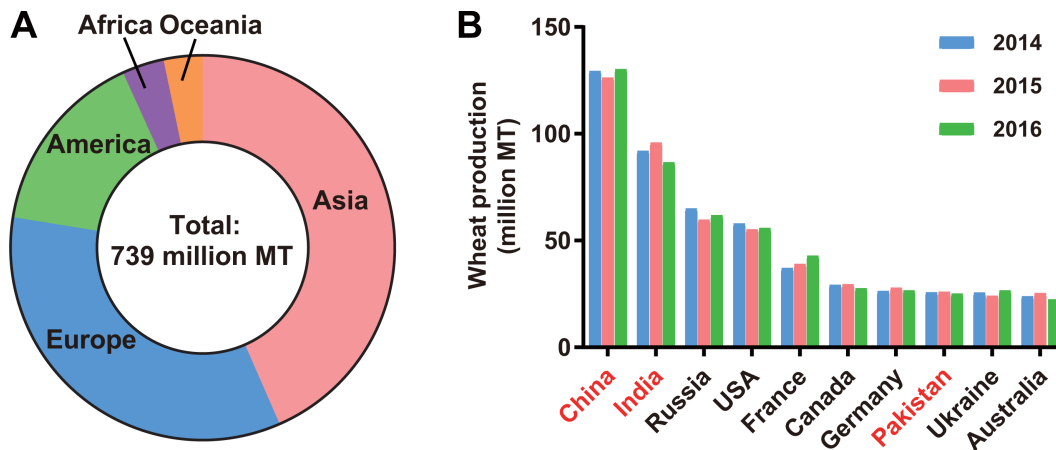 A
Africa Oceania
America
Asia
Europe
Total:
739 million MT
B
Wheat production
(million MT)
150
100
50
0
2014
2015
2016
China
India
Russia
USA
France
Canada
Germany
Pakistan
Ukraine
Australia